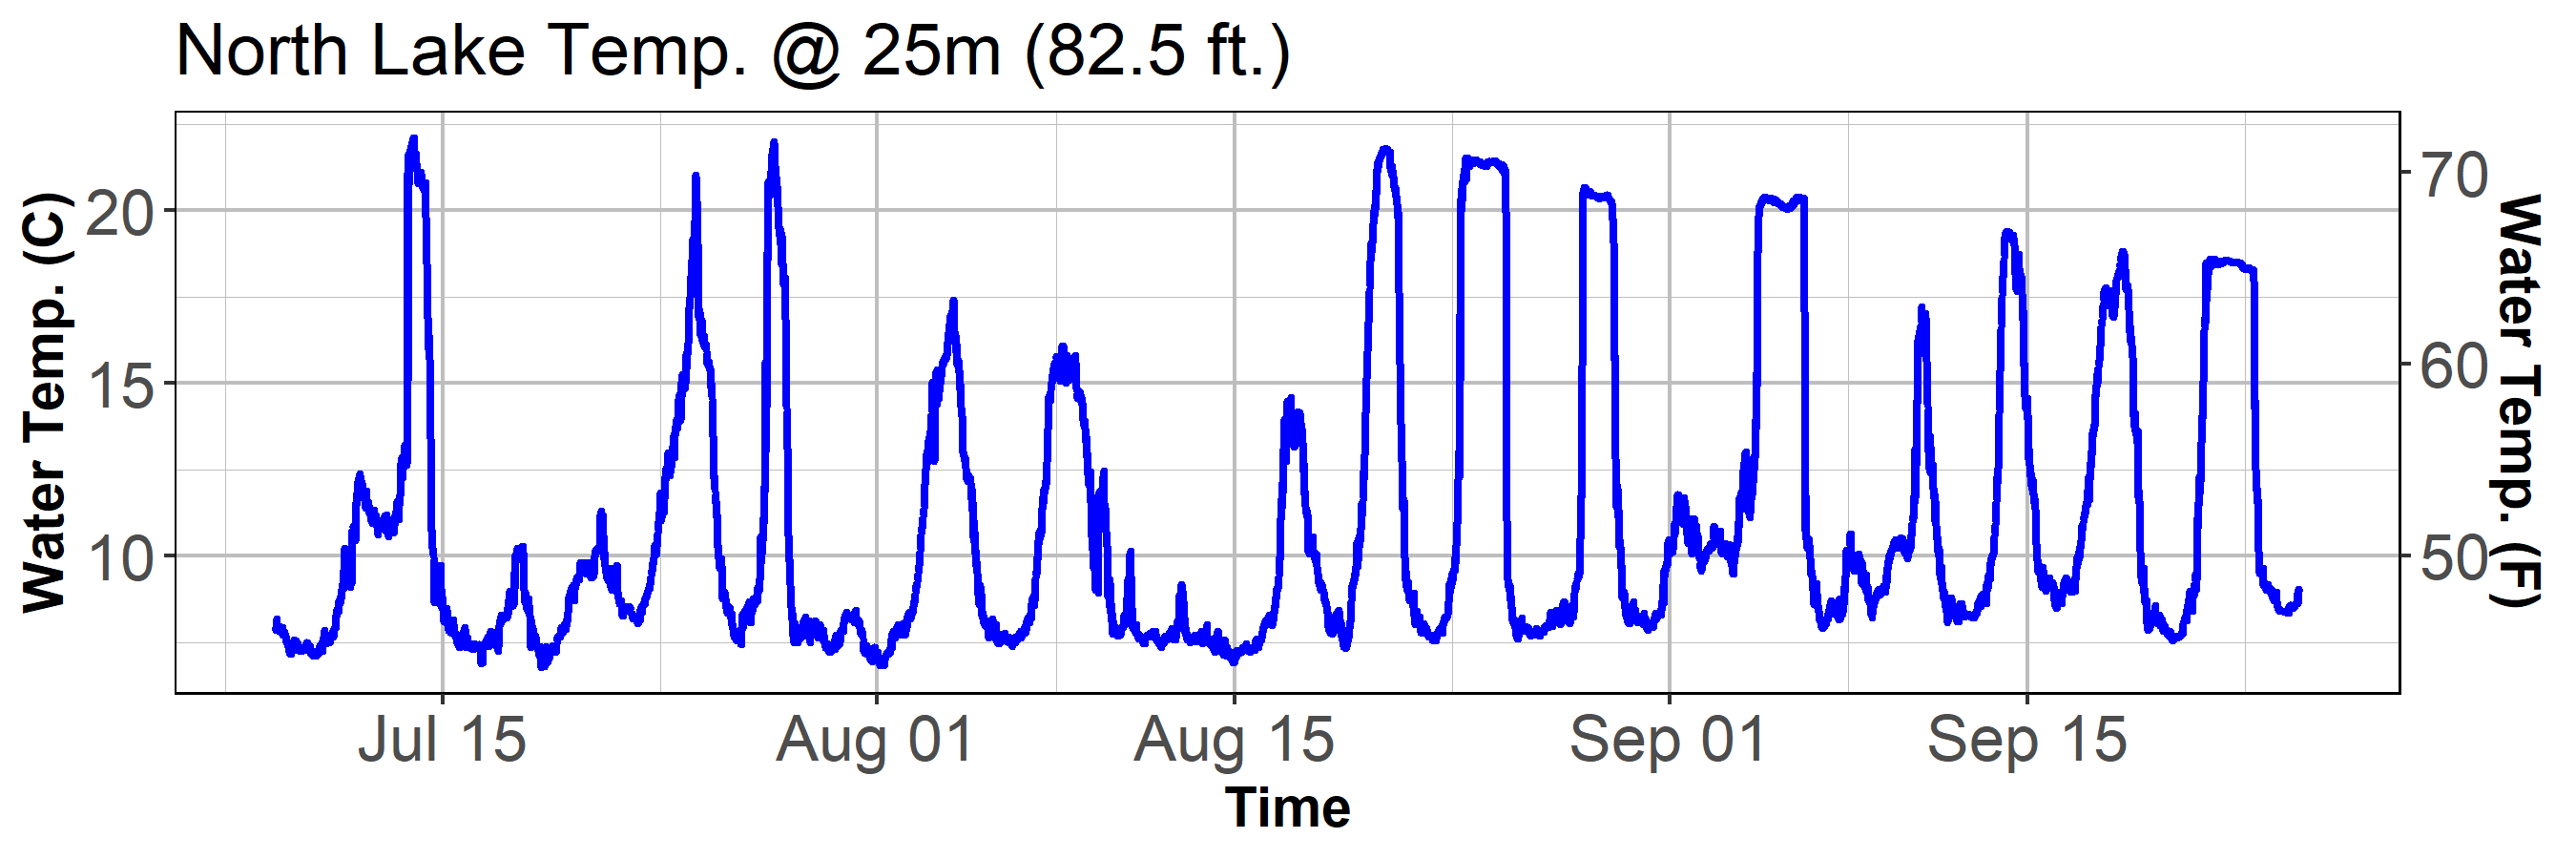 North Lake Temp. @ 25m (82.5 ft.)
Water Temp. (C)
20
15
10
70
60
50
Water Temp. (F)
Jul 15
Aug 01
Aug 15
Sep 01
Sep 15
Time